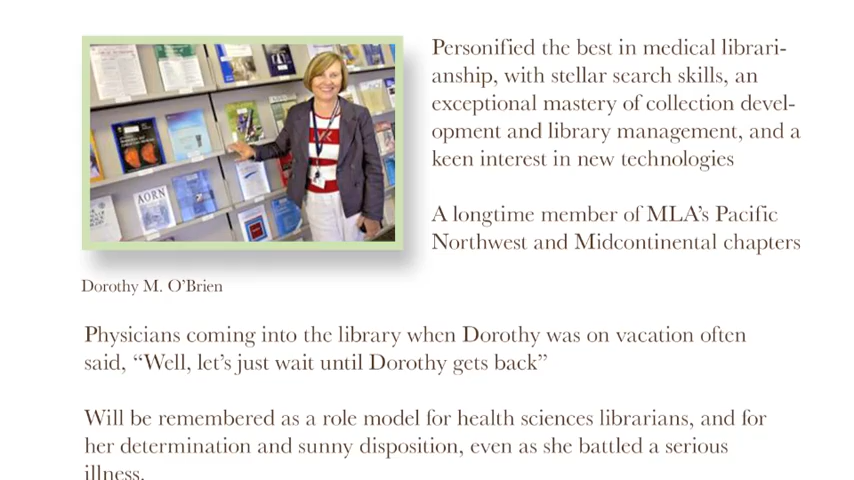 Personified the best in medical librari-
anship, with stellar search skills, an
exceptional mastery of collection devel-
opment and library management, and a
keen interest in new technologies
A longtime member of MLA’s Pacific
Northwest and Midcontinental chapters
AORN
Dorothy M. O’Brien
Physicians coming into the library when Dorothy was on vacation often
said, “Well, let’s just wait until Dorothy gets back”
Will be remembered as a role model for health sciences librarians, and for
her determination and sunny disposition, even as she battled a serious
illness.